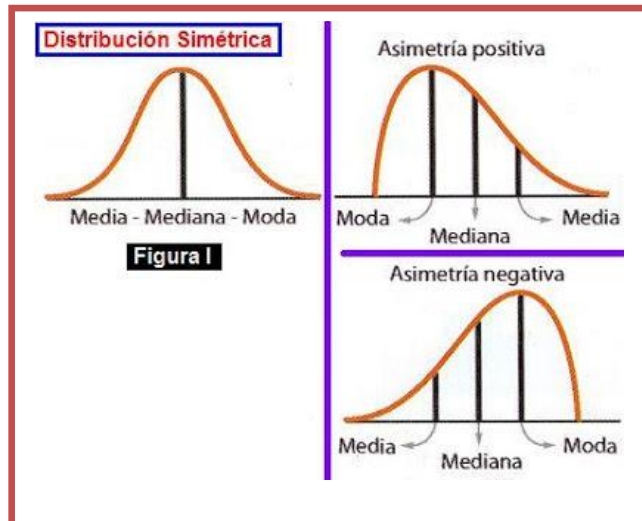 Distribución Simétrica
Media - Mediana - Moda
Figura I
Asimetría positiva
Moda
Media
Mediana
Asimetría negativa
Media
Moda
Mediana